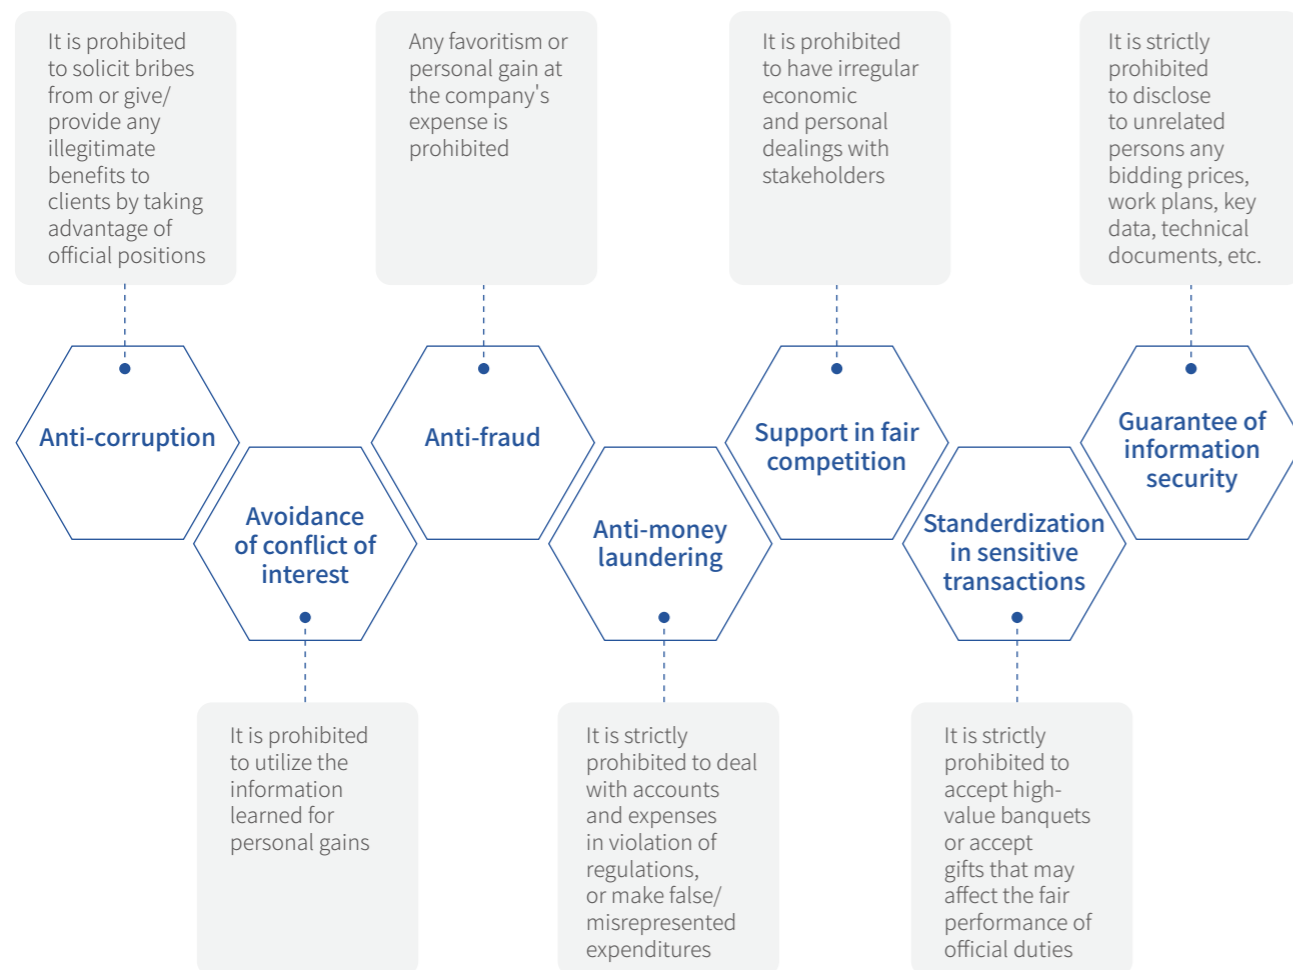 It is prohibited
to solicit bribes
from or give/
provide any
illegitimate
benefits to
clients by taking
advantage of
official positions
Any favoritism or
personal gain at
the company's
expense is
prohibited
It is prohibited
to have irregular
economic
and personal
dealings with
stakeholders
It is strictly
prohibited
to disclose
to unrelated
persons any
bidding prices,
work plans, key
data, technical
documents, etc.
Anti-corruption
Avoidance
of conflict of
interest
Anti-fraud
Anti-money
laundering
Support in fair
competition
Standerdization
in sensitive
transactions
Guarantee of
information
security
It is prohibited
to utilize the
information
learned for
personal gains
It is strictly
prohibited to deal
with accounts
and expenses
in violation of
regulations,
or make false/
misrepresented
expenditures
It is strictly
prohibited to
accept high-
value banquets
or accept
gifts that may
affect the fair
performance of
official duties